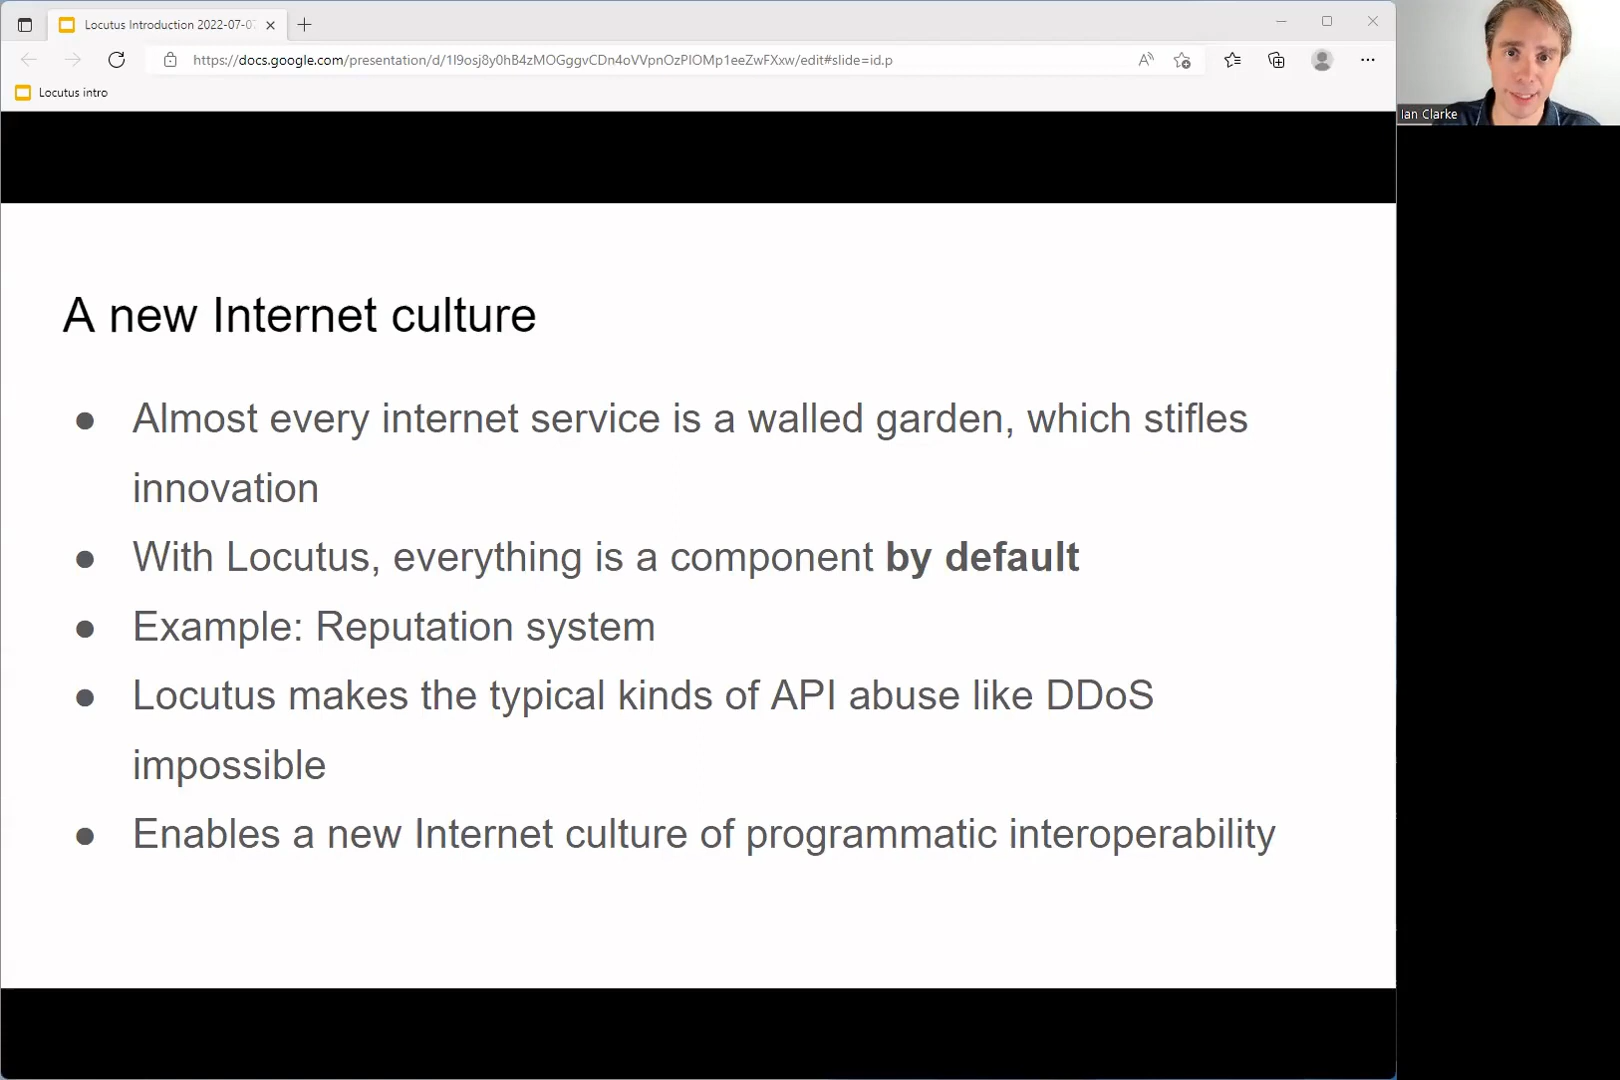 Locutus Introduction 2022-07-0
https://docs.google.com/presentation/d/1I9osj8y0hB4zMOGggvCDn4oVVpnOzPIOMp1eeZwFXxw/edit#slide=id.p
Locutus intro
Ian Clarke
A new Internet culture
● Almost every internet service is a walled garden, which stifles
innovation
● With Locutus, everything is a component by default
● Example: Reputation system
● Locutus makes the typical kinds of API abuse like DDoS
impossible
● Enables a new Internet culture of programmatic interoperability